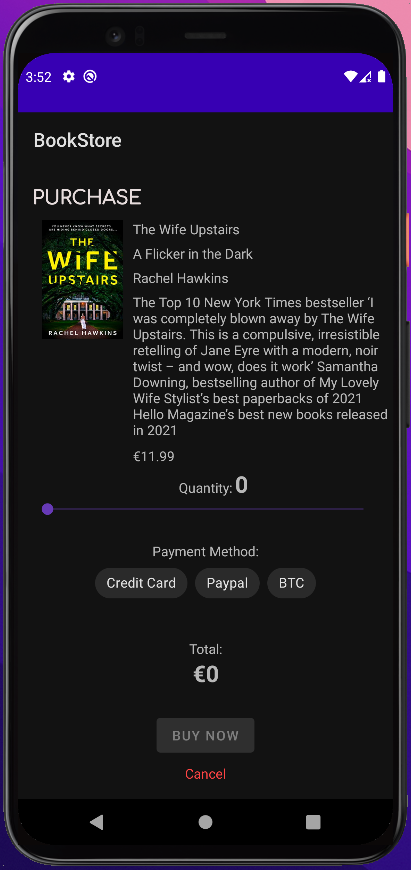 3:52
BookStore
PURCHASE
The Wife Upstairs
A Flicker in the Dark
Rachel Hawkins
THE
WiFE
UPSTAIRS
RACHEL HAWKINS
The Top 10 New York Times bestseller ‘I
was completely blown away by The Wife
Upstairs. This is a compulsive, irresistible
retelling of Jane Eyre with a modern, noir
twist – and wow, does it work’ Samantha
Downing, bestselling author of My Lovely
Wife Stylist’s best paperbacks of 2021
Hello Magazine’s best new books released
in 2021
€11.99
Quantity: 0
Payment Method:
Credit Card Paypal BTC
Total:
€0
BUY NOW
Cancel